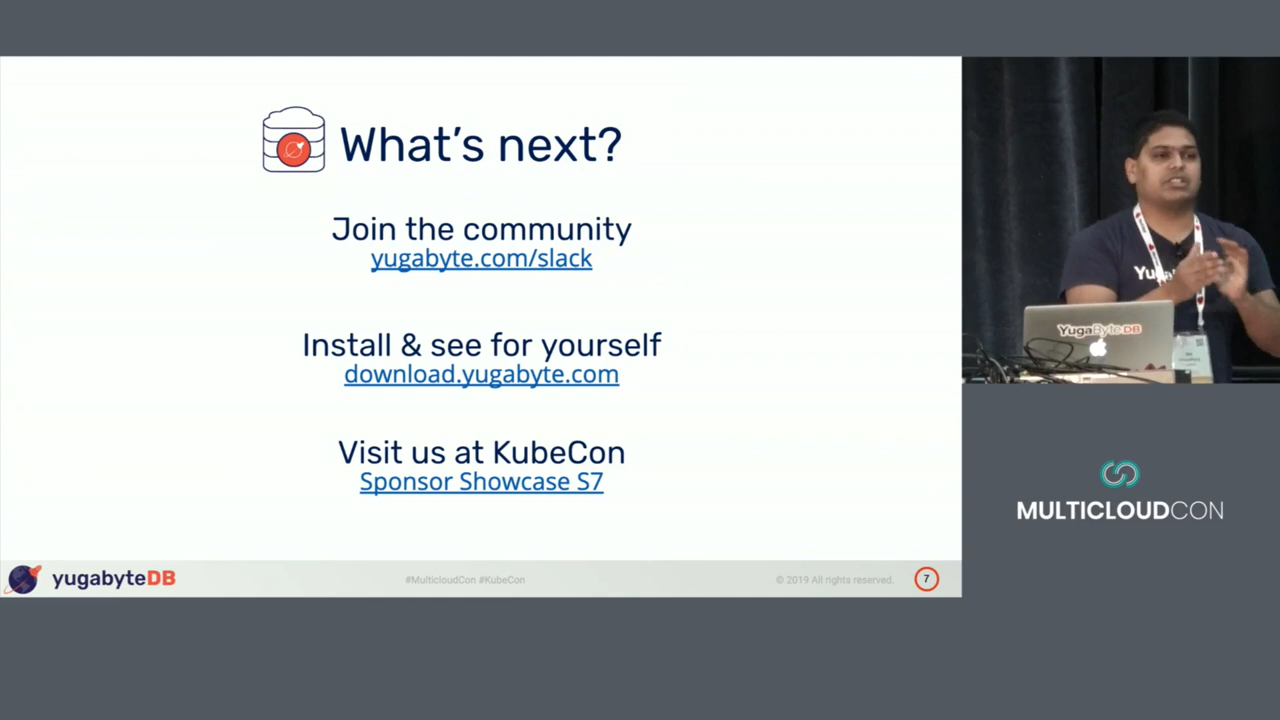 What's next?
Join the community
yugabyte.com/slack
Install & see for yourself
download.yugabyte.com
Visit us at KubeCon
Sponsor Showcase S7
yugabyteDB
#MulticloudCon #KubeCon
© 2019 All rights reserved.
7
YugaByteDB
MULTICLOUDCON